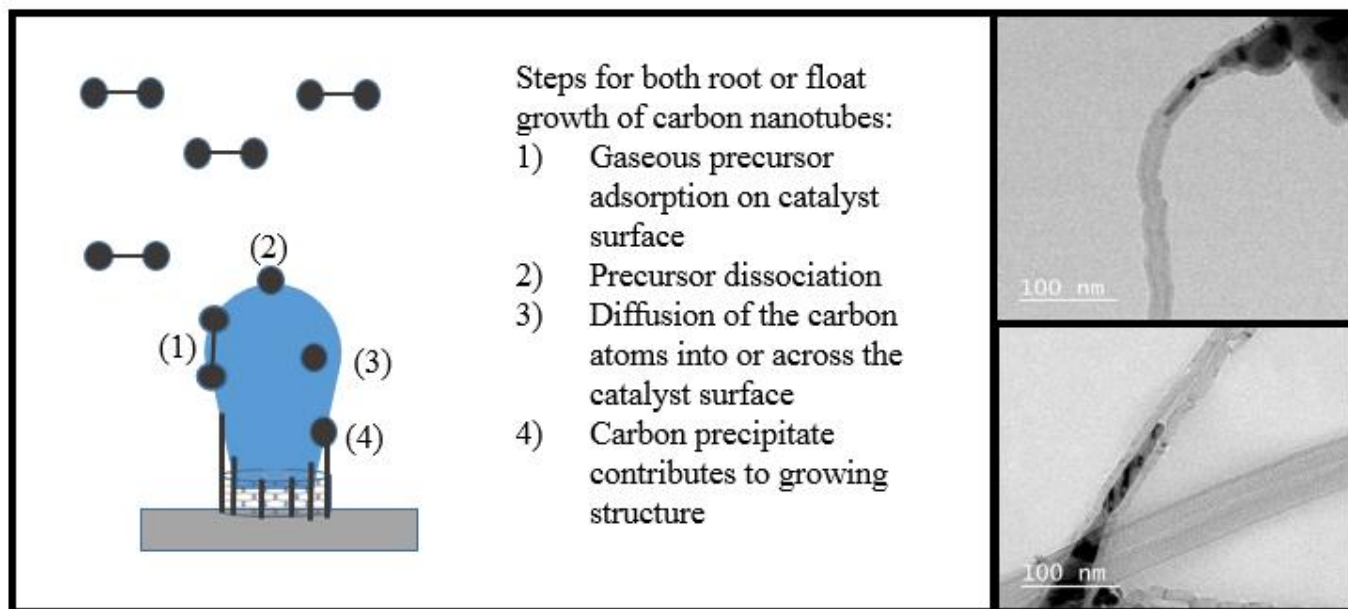 (2)
(1)
(3)
(4)
Steps for both root or float
growth of carbon nanotubes:
1) Gaseous precursor
adsorption on catalyst
surface
2) Precursor dissociation
3) Diffusion of the carbon
atoms into or across the
catalyst surface
4) Carbon precipitate
contributes to growing
structure
100 nm
100 nm